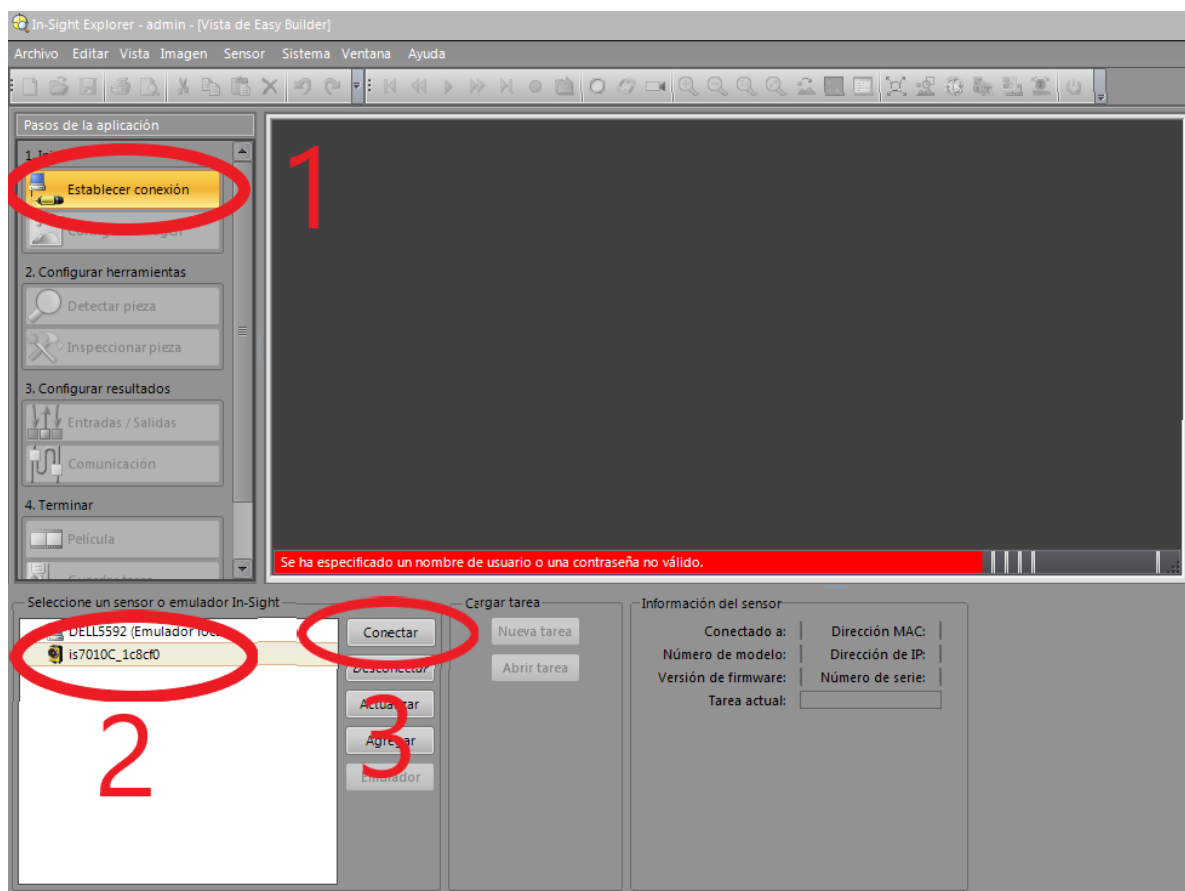 In-Sight Explorer - admin - [Vista de Easy Builder]
Archivo Editar Vista Imagen Sensor Sistema Ventana Ayuda
Pasos de la aplicación
1.
Establecer conexión
2. Configurar herramientas
Detectar pieza
Inspeccionar pieza
3. Configurar resultados
Entradas / Salidas
Comunicación
4. Terminar
Película
1
Se ha especificado un nombre de usuario o una contraseña no válido.
Seleccione un sensor o emulador In-Sight
DELL5592 (Emulador
is7010C_1c8cf0
2
Conectar
Desconectar
Actualizar
Agregar
Emulador
3
Cargar tarea
Nueva tarea
Abrir tarea
Información del sensor
Conectado a: Dirección MAC:
Número de modelo: Dirección de IP:
Versión de firmware: Número de serie:
Tarea actual: